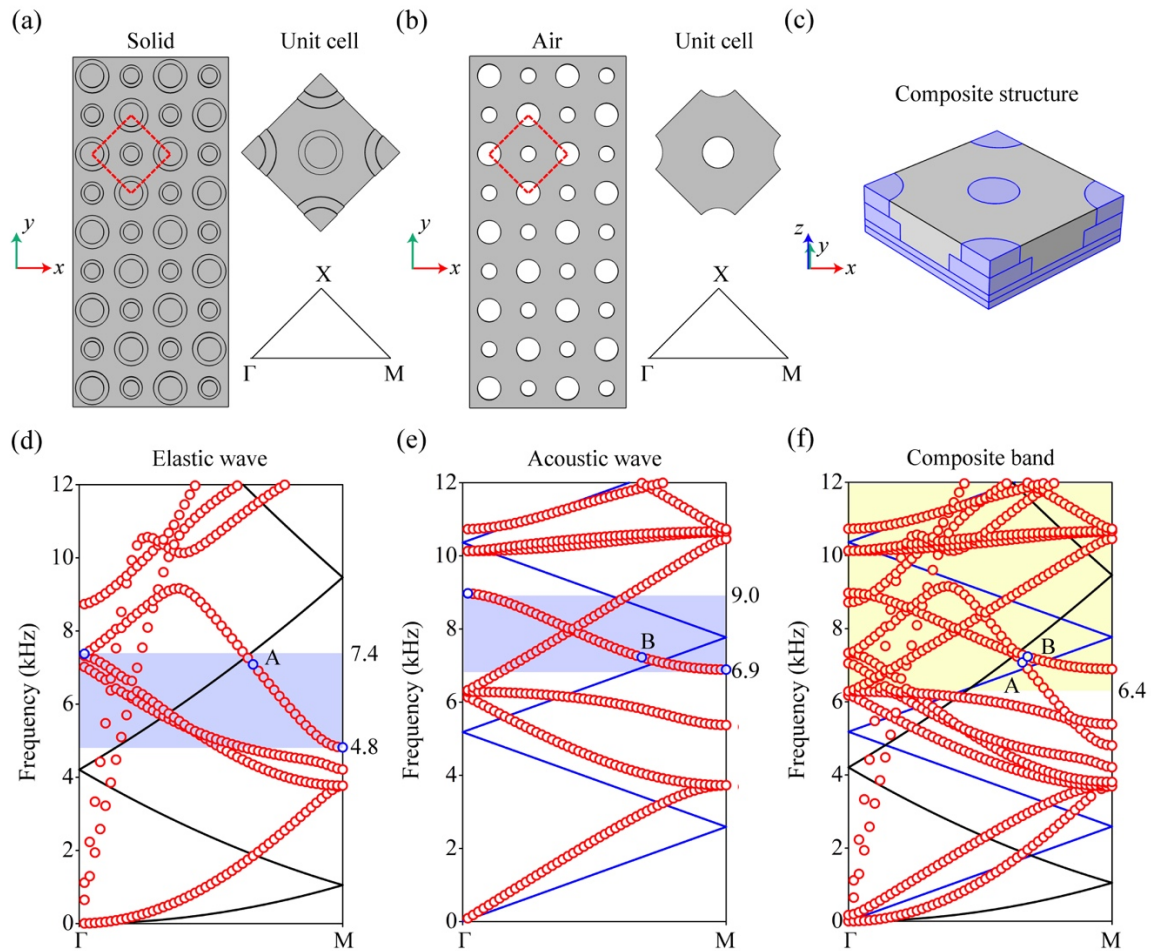 (a)
Solid
Unit cell
y
x
X
Γ
M
(b)
Air
Unit cell
y
x
X
Γ
M
(c)
Composite structure
z
y
x
(d)
Elastic wave
Frequency (kHz)
12
10
8
6
4
2
0
A
7.4
4.8
Γ
M
(e)
Acoustic wave
Frequency (kHz)
12
10
8
6
4
2
0
B
9.0
6.9
Γ
M
(f)
Composite band
Frequency (kHz)
12
10
8
6
4
2
0
B
A
6.4
Γ
M